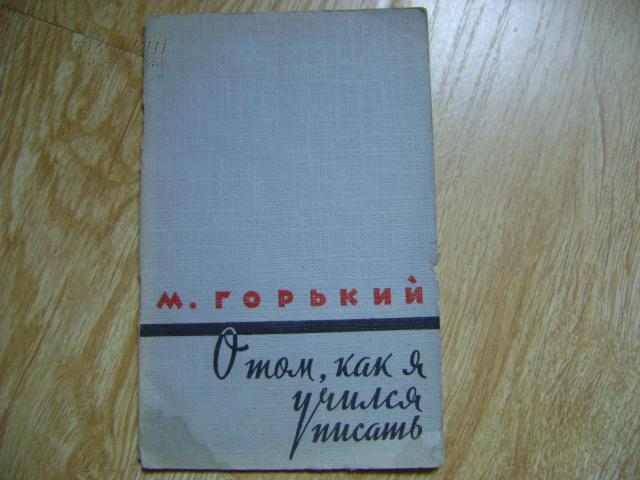 М. ГОРЬКИЙ
О том, как я
учился
писать